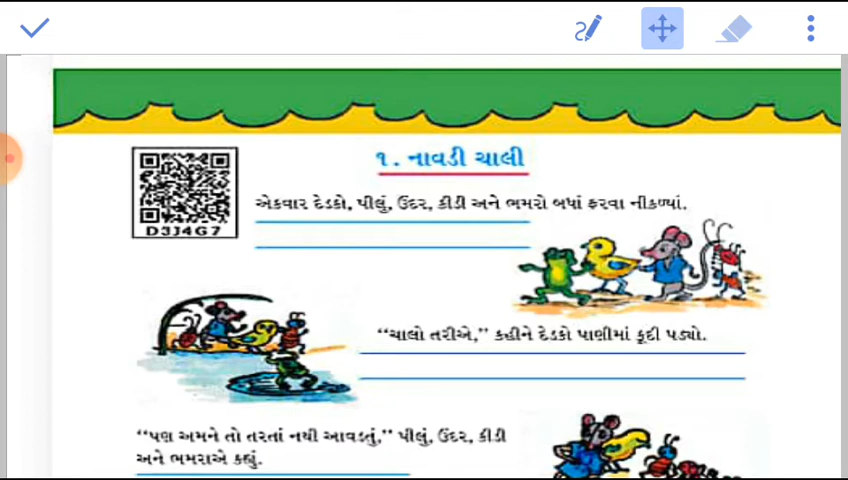 ૧. નાવડી ચાલી
D3J4G7
એકવાર દેડકો, પીલું, ઉંદર, કીડી અને ભમરો બધાં ફરવા નીકળ્યાં.
“ચાલો તરીએ,” કહીને દેડકો પાણીમાં કૂદી પડ્યો.
“પણ અમને તો તરતાં નથી આવડતું,” પીલું, ઉંદર, કીડી
અને ભમરાએ કહ્યું.